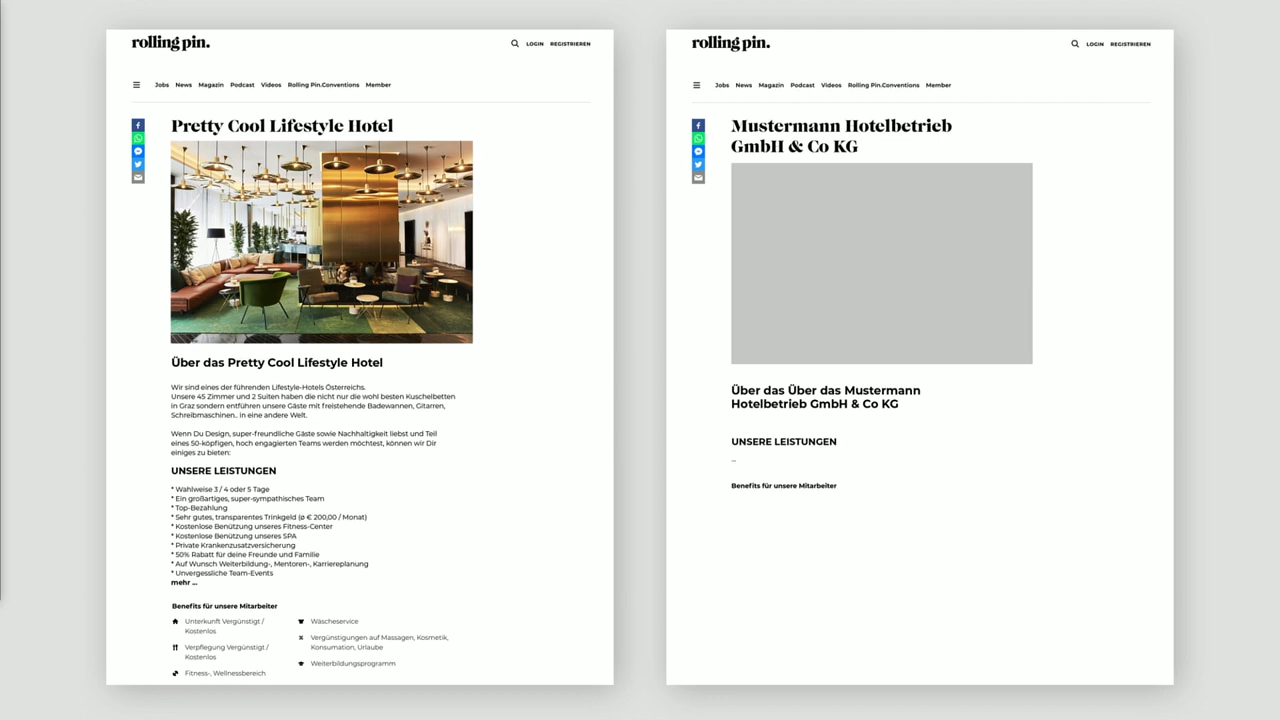 rolling pin.
LOGIN REGISTRIEREN
Jobs News Magazin Podcast Videos Rolling Pin.Conventions Member
Pretty Cool Lifestyle Hotel
Über das Pretty Cool Lifestyle Hotel
Wir sind eines der führenden Lifestyle-Hotels Österreichs.
Unsere 45 Zimmer und 2 Suiten haben die nicht nur die wohl besten Kuschelbetten
in Graz sondern entführen unsere Gäste mit freistehende Badewannen, Gitarren,
Schreibmaschinen.. in eine andere Welt.
Wenn Du Design, super-freundliche Gäste sowie Nachhaltigkeit liebst und Teil
eines 50-köpfigen, hoch engagierten Teams werden möchtest, können wir Dir
einiges zu bieten:
UNSERE LEISTUNGEN
* Wahlweise 3 / 4 oder 5 Tage
* Ein großartiges, super-sympathisches Team
* Top-Bezahlung
* Sehr gutes, transparentes Trinkgeld (ø € 200,00 / Monat)
* Kostenlose Benützung unseres Fitness-Center
* Kostenlose Benützung unseres SPA
* Private Krankenzusatzversicherung
* 50% Rabatt für deine Freunde und Familie
* Auf Wunsch Weiterbildung-, Mentoren-, Karriereplanung
* Unvergessliche Team-Events
mehr ...
Benefits für unsere Mitarbeiter
Unterkunft Vergünstigt /
Kostenlos
Verpflegung Vergünstigt /
Kostenlos
Fitness-, Wellnessbereich
Wäscheservice
Vergünstigungen auf Massagen, Kosmetik,
Konsumation, Urlaube
Weiterbildungsprogramm
rolling pin.
LOGIN REGISTRIEREN
Jobs News Magazin Podcast Videos Rolling Pin.Conventions Member
Mustermann Hotelbetrieb
GmbH & Co KG
Über das Über das Mustermann
Hotelbetrieb GmbH & Co KG
UNSERE LEISTUNGEN
...
Benefits für unsere Mitarbeiter